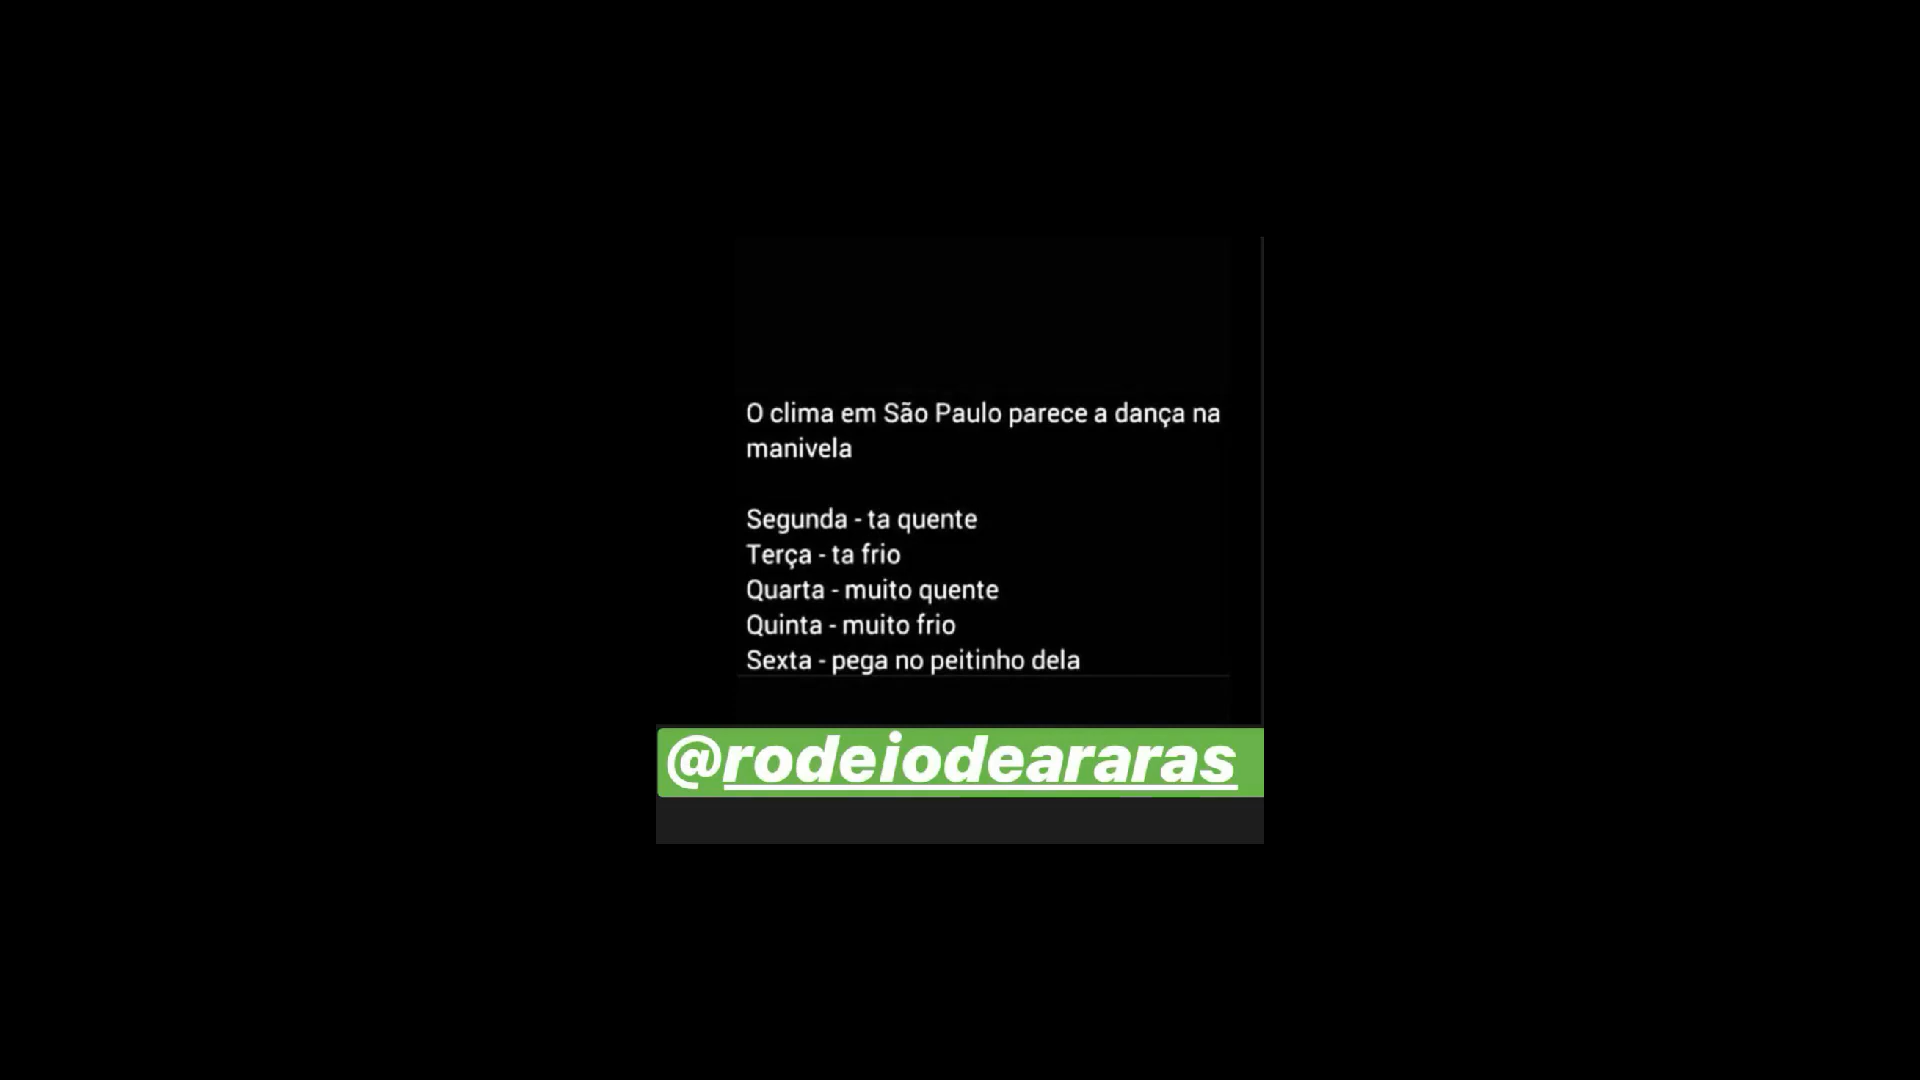 O clima em São Paulo parece a dança na
manivela
Segunda - ta quente
Terça - ta frio
Quarta - muito quente
Quinta - muito frio
Sexta - pega no peitinho dela
@rodeiodeararas